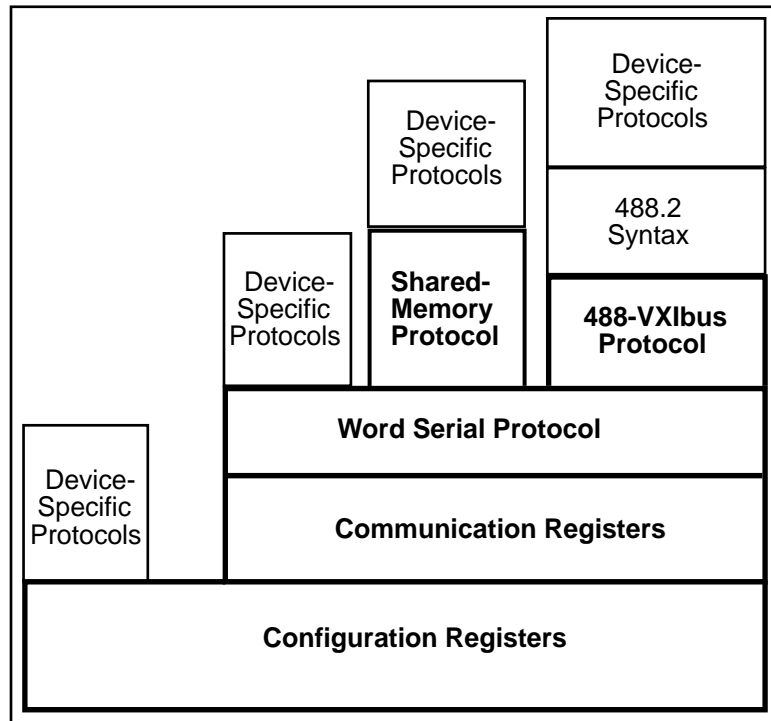 Device-
Specific
Protocols
Device-
Specific
Protocols
488.2
Syntax
Device-
Specific
Protocols
Shared-
Memory
Protocol
488-VXIbus
Protocol
Word Serial Protocol
Device-
Specific
Protocols
Communication Registers
Configuration Registers